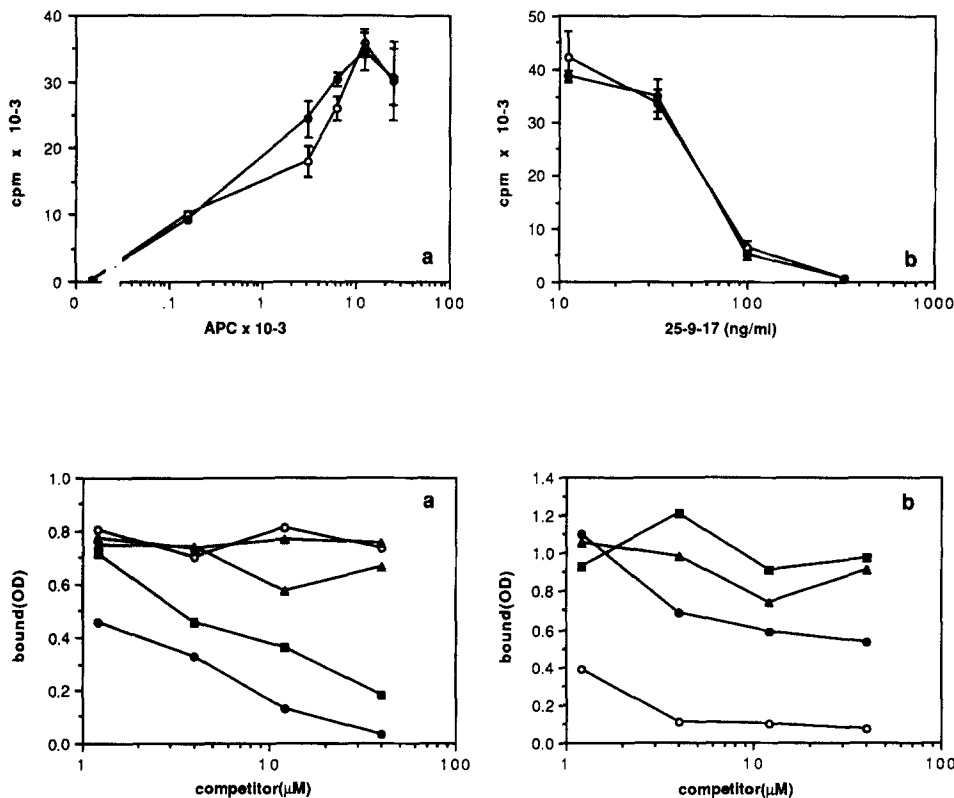 40
30
20
10
0
cpm x 10-3
0 .1 1 10 100
APC x 10-3
a
50
40
30
20
10
0
cpm x 10-3
10 100 1000
25-9-17 (ng/ml)
b
1.0
0.8
0.6
0.4
0.2
0.0
bound(OD)
1 10 100
competitor(µM)
a
1.4
1.2
1.0
0.8
0.6
0.4
0.2
0.0
bound(OD)
1 10 100
competitor(µM)
b